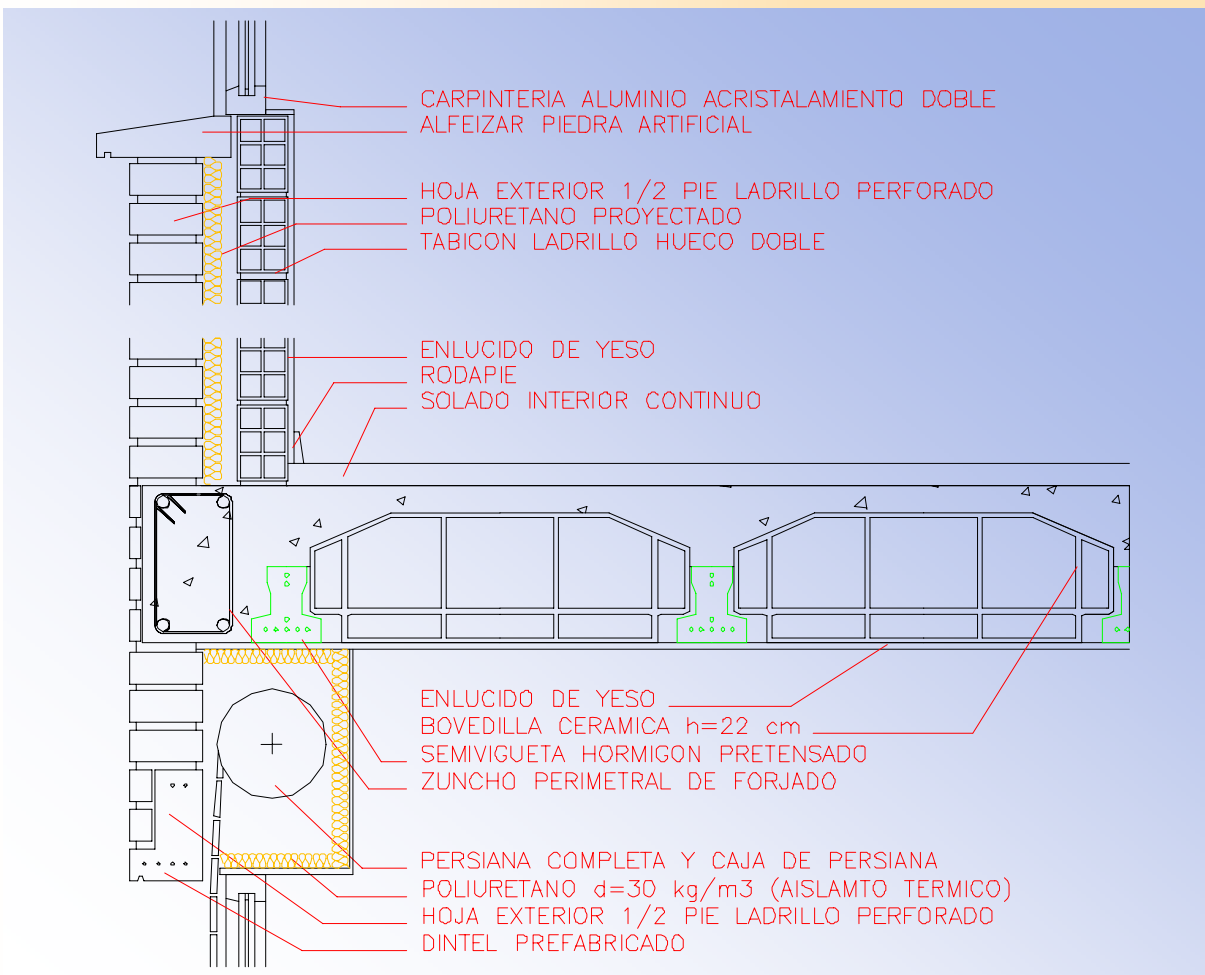 CARPINTERIA ALUMINIO ACRISTALAMIENTO DOBLE
ALFEIZAR PIEDRA ARTIFICIAL
HOJA EXTERIOR 1/2 PIE LADRILLO PERFORADO
POLIURETANO PROYECTADO
TABICON LADRILLO HUECO DOBLE
ENLUCIDO DE YESO
RODAPIE
SOLADO INTERIOR CONTINUO
ENLUCIDO DE YESO
BOVEDILLA CERAMICA h=22 cm
SEMIVIGUETA HORMIGON PRETENSADO
ZUNCHO PERIMETRAL DE FORJADO
PERSIANA COMPLETA Y CAJA DE PERSIANA
POLIURETANO d=30 kg/m3 (AISLAMTO TERMICO)
HOJA EXTERIOR 1/2 PIE LADRILLO PERFORADO
DINTEL PREFABRICADO